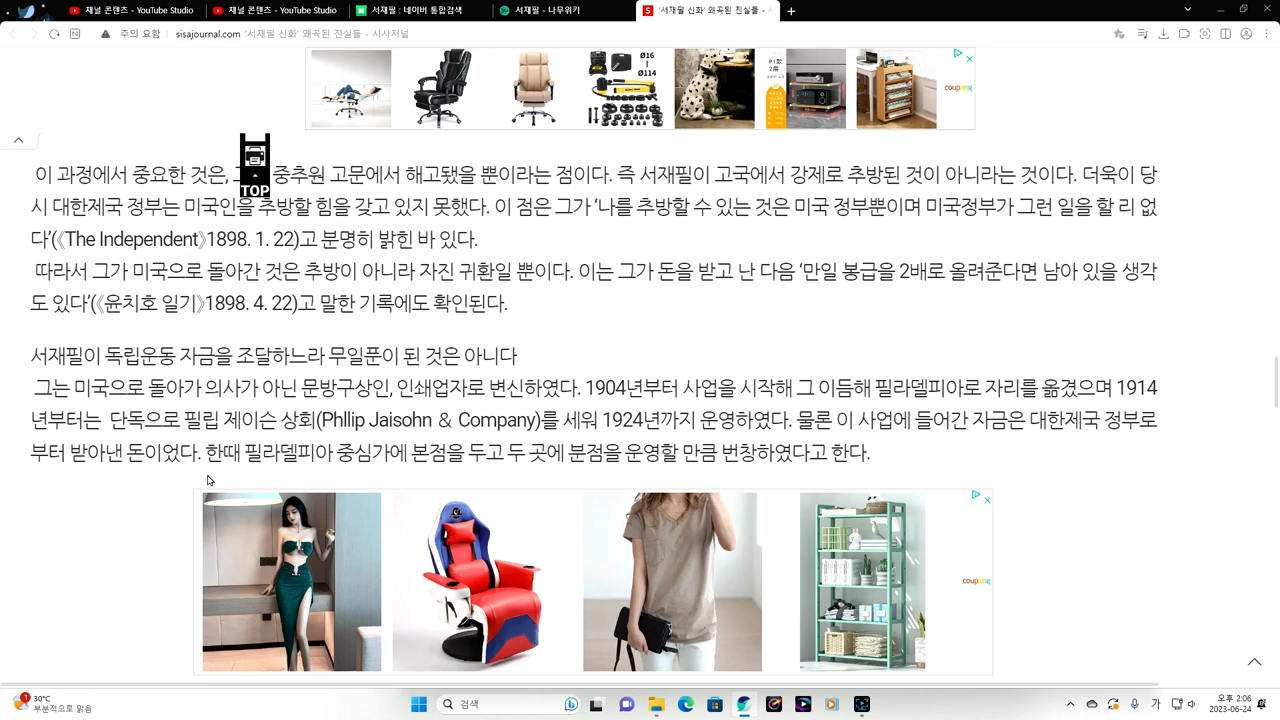 재널 콘텐츠 - YouTube Studio
재널 콘텐츠 - YouTube Studio
서재필 : 네이버 통합검색
서재필 - 나무위키
'서재필 신화' 왜곡된 진실들 -
주의 요함 sisajournal.com '서재필 신화' 왜곡된 진실들 - 시사저널
Ø16
Ø114
coupang
이 과정에서 중요한 것은, 중추원 고문에서 해고됐을 뿐이라는 점이다. 즉 서재필이 고국에서 강제로 추방된 것이 아니라는 것이다. 더욱이 당
TOP
시 대한제국 정부는 미국인을 추방할 힘을 갖고 있지 못했다. 이 점은 그가 '나를 추방할 수 있는 것은 미국 정부뿐이며 미국정부가 그런 일을 할 리 없
다'(《The Independent》1898. 1. 22)고 분명히 밝힌 바 있다.
따라서 그가 미국으로 돌아간 것은 추방이 아니라 자진 귀환일 뿐이다. 이는 그가 돈을 받고 난 다음 '만일 봉급을 2배로 올려준다면 남아 있을 생각
도 있다'(《윤치호 일기》1898. 4. 22)고 말한 기록에도 확인된다.
서재필이 독립운동 자금을 조달하느라 무일푼이 된 것은 아니다
그는 미국으로 돌아가 의사가 아닌 문방구상인, 인쇄업자로 변신하였다. 1904년부터 사업을 시작해 그 이듬해 필라델피아로 자리를 옮겼으며 1914
년부터는 단독으로 필립 제이슨 상회(Phllip Jaisohn & Company)를 세워 1924년까지 운영하였다. 물론 이 사업에 들어간 자금은 대한제국 정부로
부터 받아낸 돈이었다. 한때 필라델피아 중심가에 본점을 두고 두 곳에 분점을 운영할 만큼 번창하였다고 한다.
coupang
1
30°C
부분적으로 맑음
검색
가
오후 2:06
2023-06-24